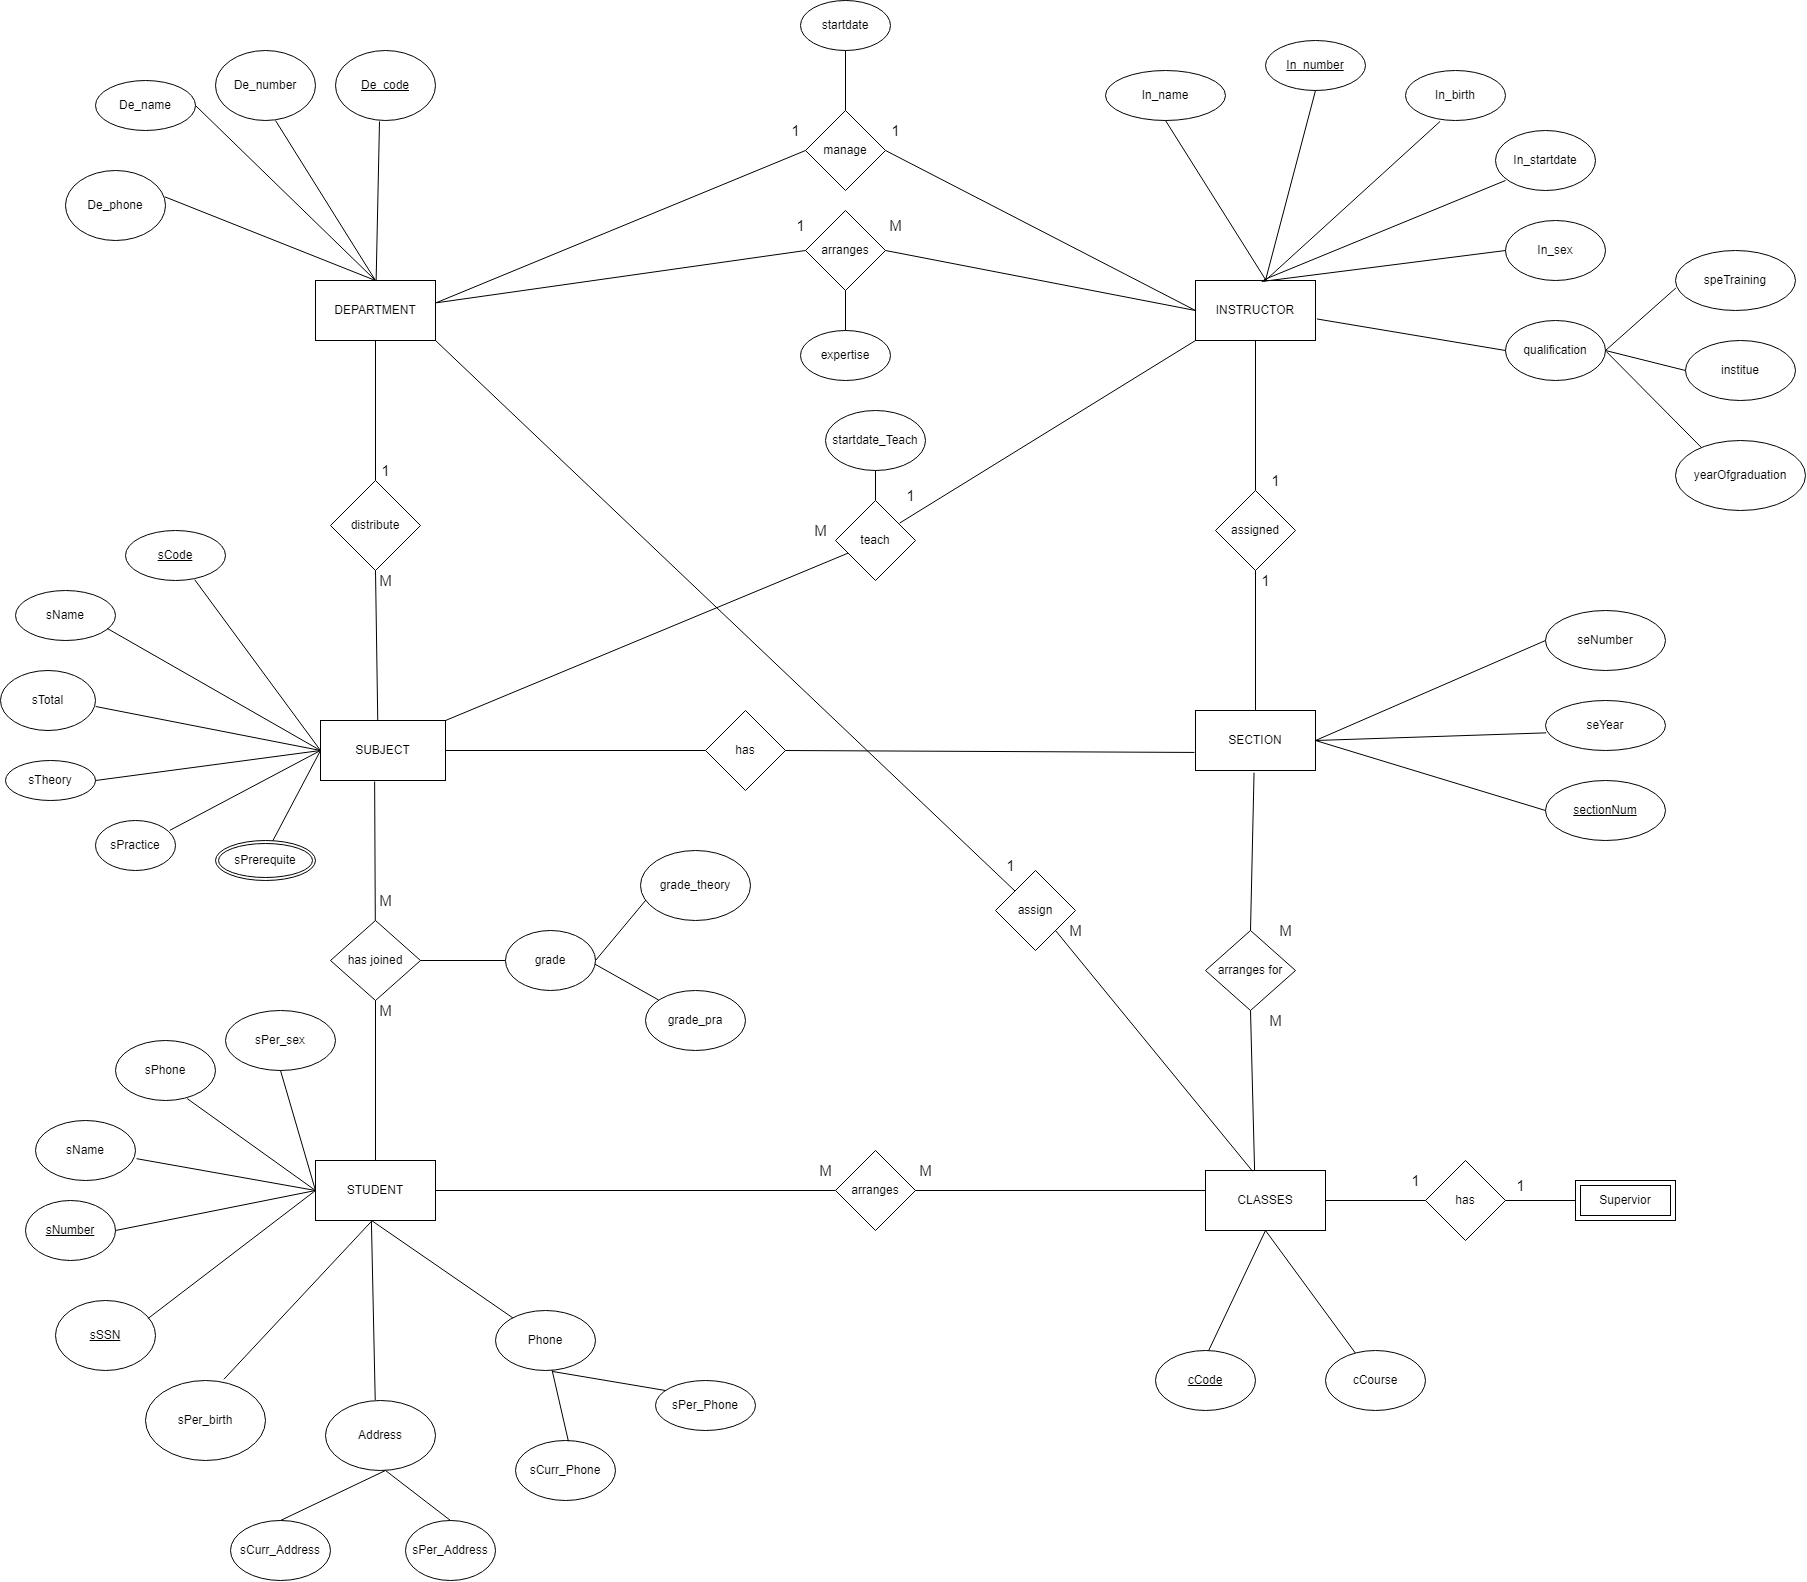 startdate
De_name
De_number
De_code
De_phone
1
manage
1
In_name
In_number
In_birth
In_startdate
In_sex
1
arranges
M
expertise
DEPARTMENT
INSTRUCTOR
qualification
speTraining
institue
yearOfgraduation
startdate_Teach
1
M
teach
1
distribute
M
1
assigned
1
sCode
sName
sTotal
sTheory
sPractice
sPrerequite
SUBJECT
has
SECTION
seNumber
seYear
sectionNum
M
has joined
M
grade
grade_theory
grade_pra
1
assign
M
M
arranges for
M
sPer_sex
sPhone
sName
sNumber
sSSN
STUDENT
M
arranges
M
CLASSES
1
has
1
Supervior
sPer_birth
Address
Phone
sPer_Phone
sCurr_Phone
sCurr_Address
sPer_Address
cCode
cCourse